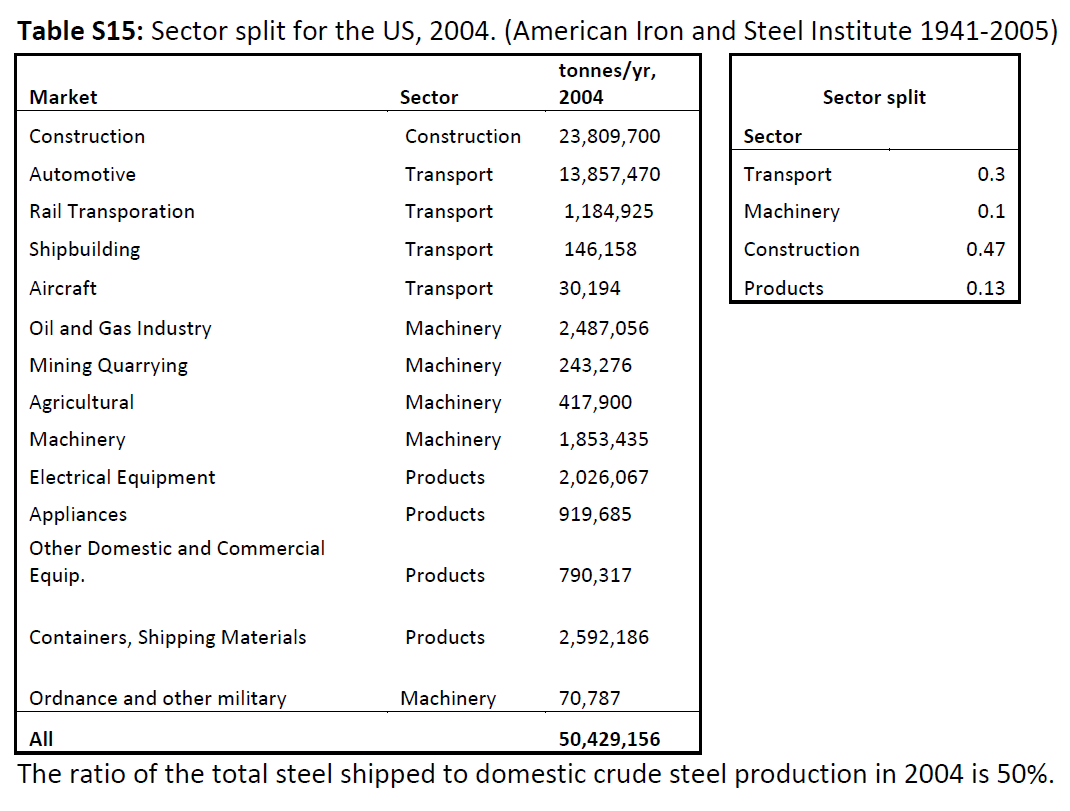 Table S15: Sector split for the US, 2004. (American Iron and Steel Institute 1941-2005)
Market Sector tonnes/yr, 2004
Construction Construction 23,809,700
Automotive Transport 13,857,470
Rail Transporation Transport 1,184,925
Shipbuilding Transport 146,158
Aircraft Transport 30,194
Oil and Gas Industry Machinery 2,487,056
Mining Quarrying Machinery 243,276
Agricultural Machinery 417,900
Machinery Machinery 1,853,435
Electrical Equipment Products 2,026,067
Appliances Products 919,685
Other Domestic and Commercial
Equip. Products 790,317
Containers, Shipping Materials Products 2,592,186
Ordnance and other military Machinery 70,787
All 50,429,156
Sector split
Sector
Transport 0.3
Machinery 0.1
Construction 0.47
Products 0.13
The ratio of the total steel shipped to domestic crude steel production in 2004 is 50%.